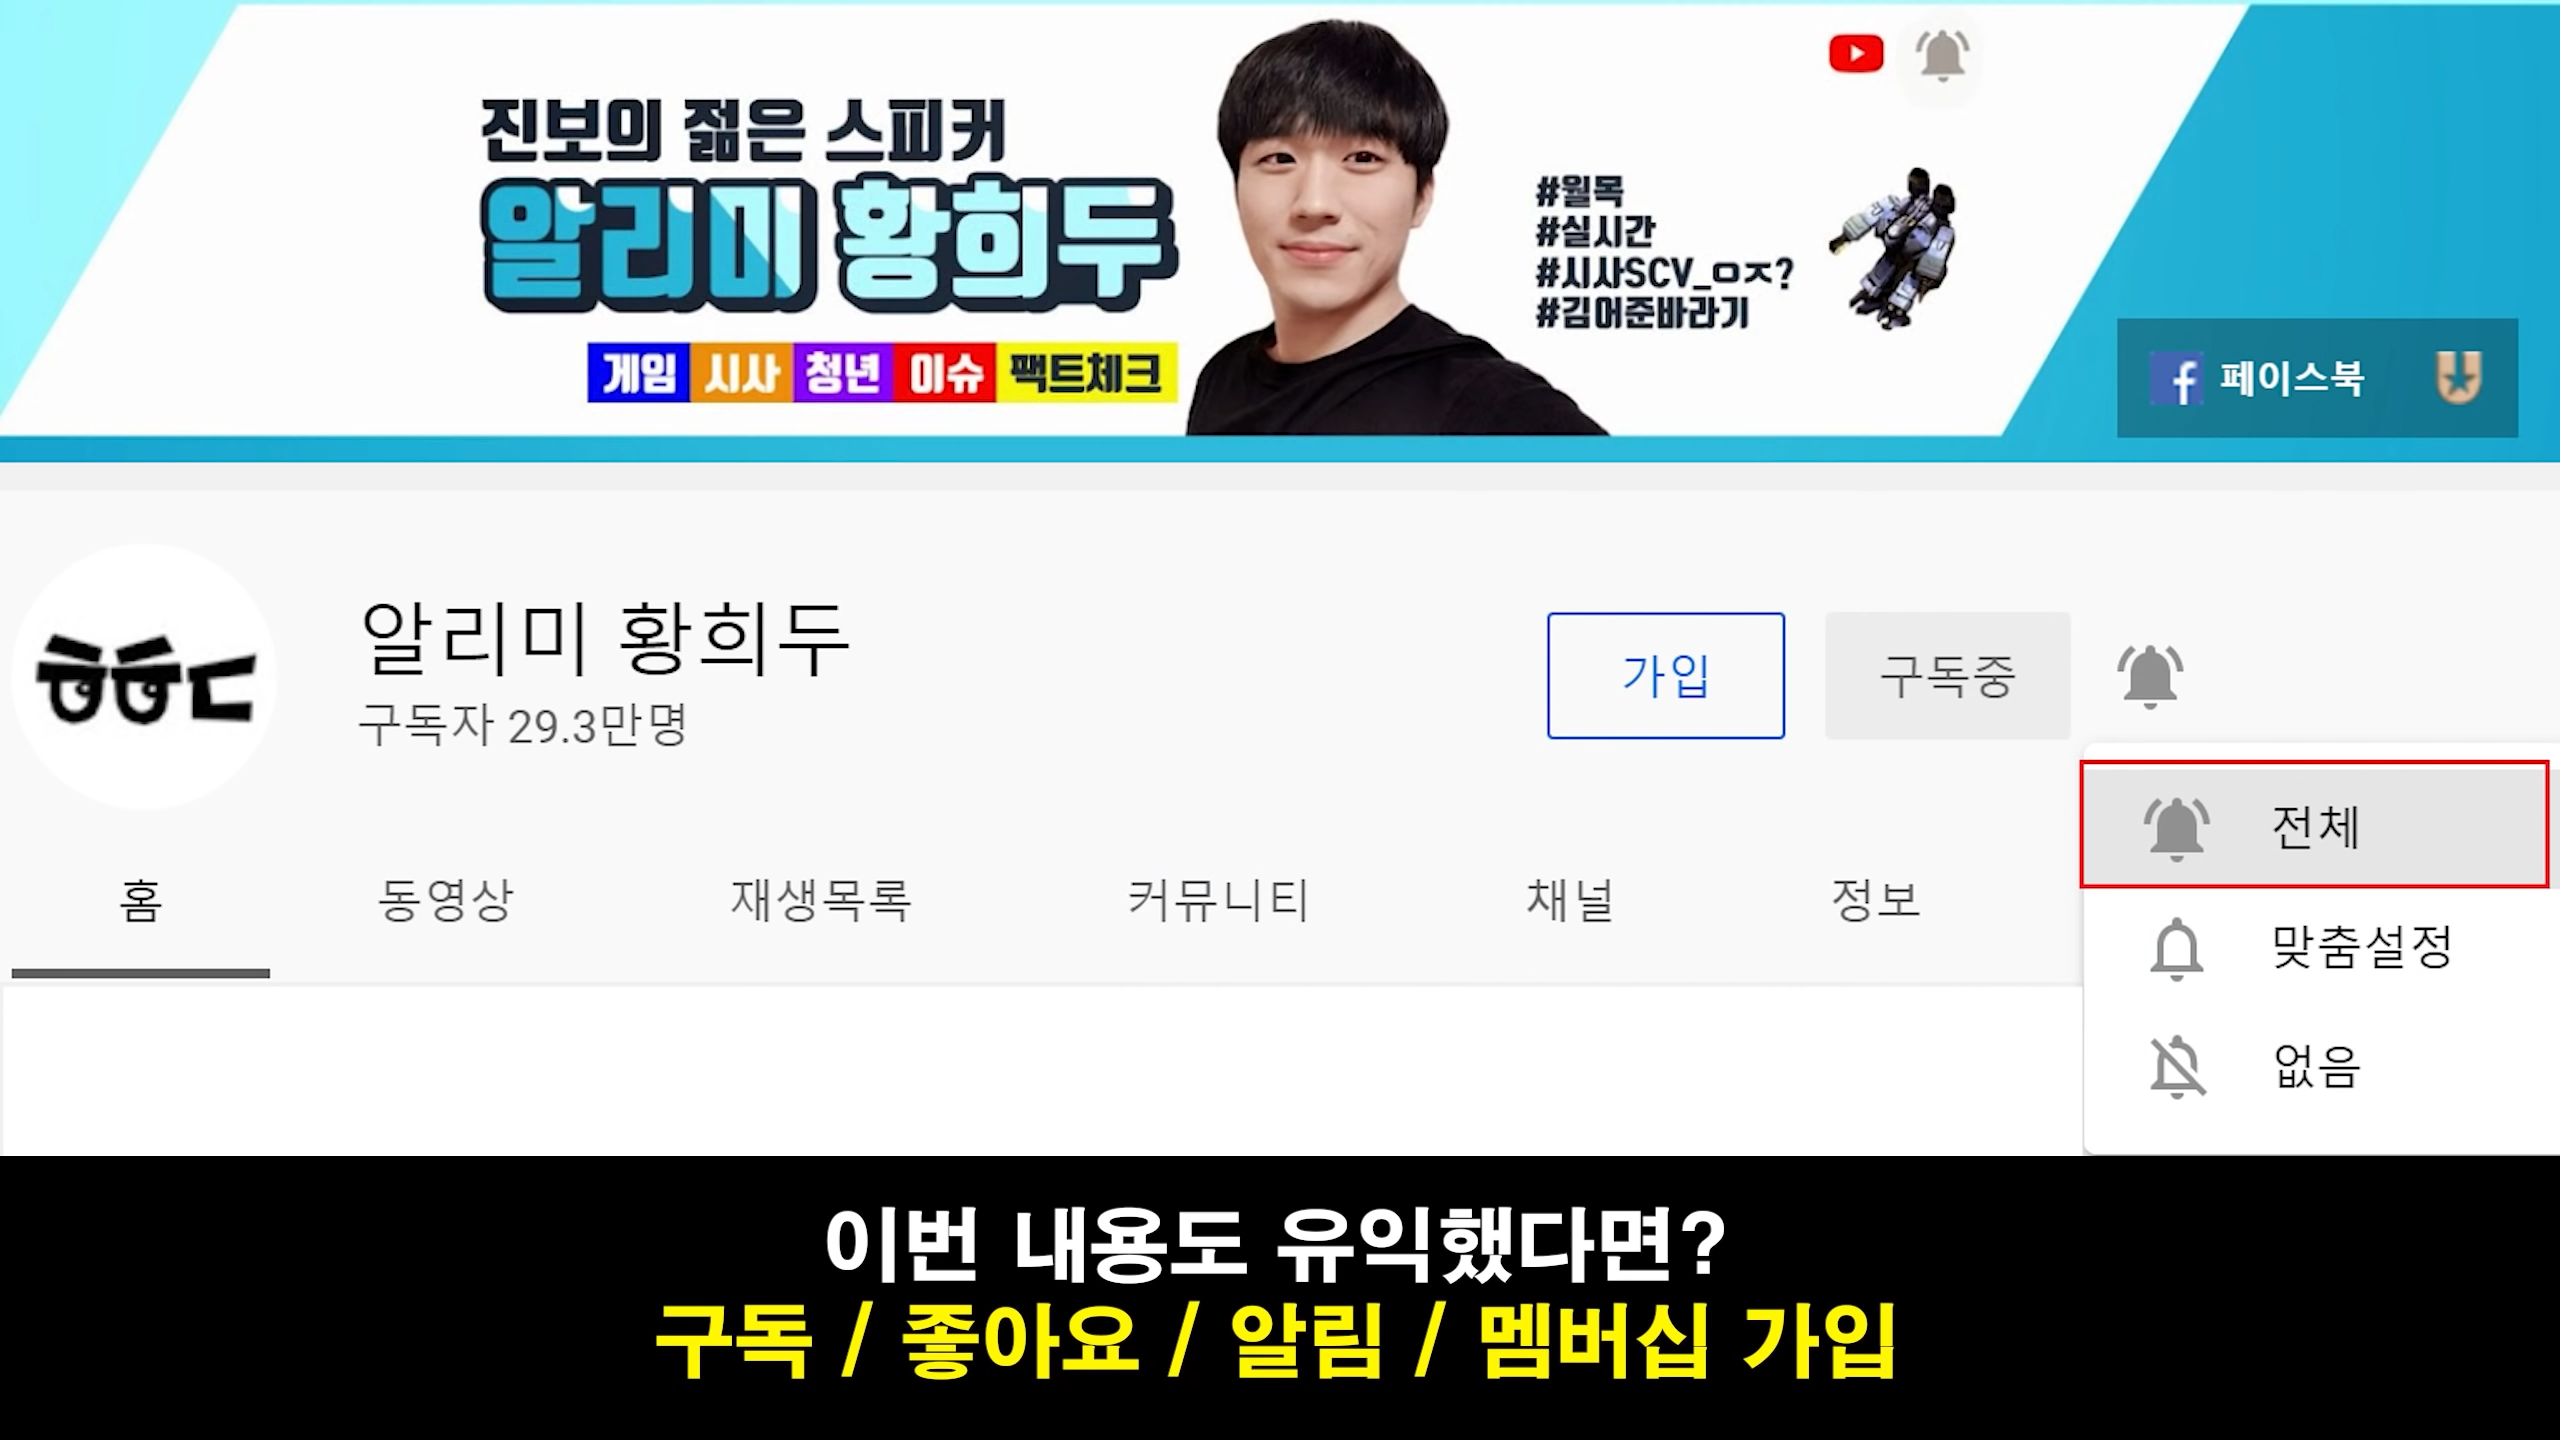 진보의 젊은 스피커
알리미 황희두
게임 시사 청년 이슈 팩트체크
#월목
#실시간
#시사SCV_ㅁㅈ?
#김어준바라기
f 페이스북
ㅎㅎㄷ
알리미 황희두
구독자 29.3만명
가입
구독중
홈
동영상
재생목록
커뮤니티
채널
정보
전체
맞춤설정
없음
이번 내용도 유익했다면?
구독 / 좋아요 / 알림 / 멤버십 가입